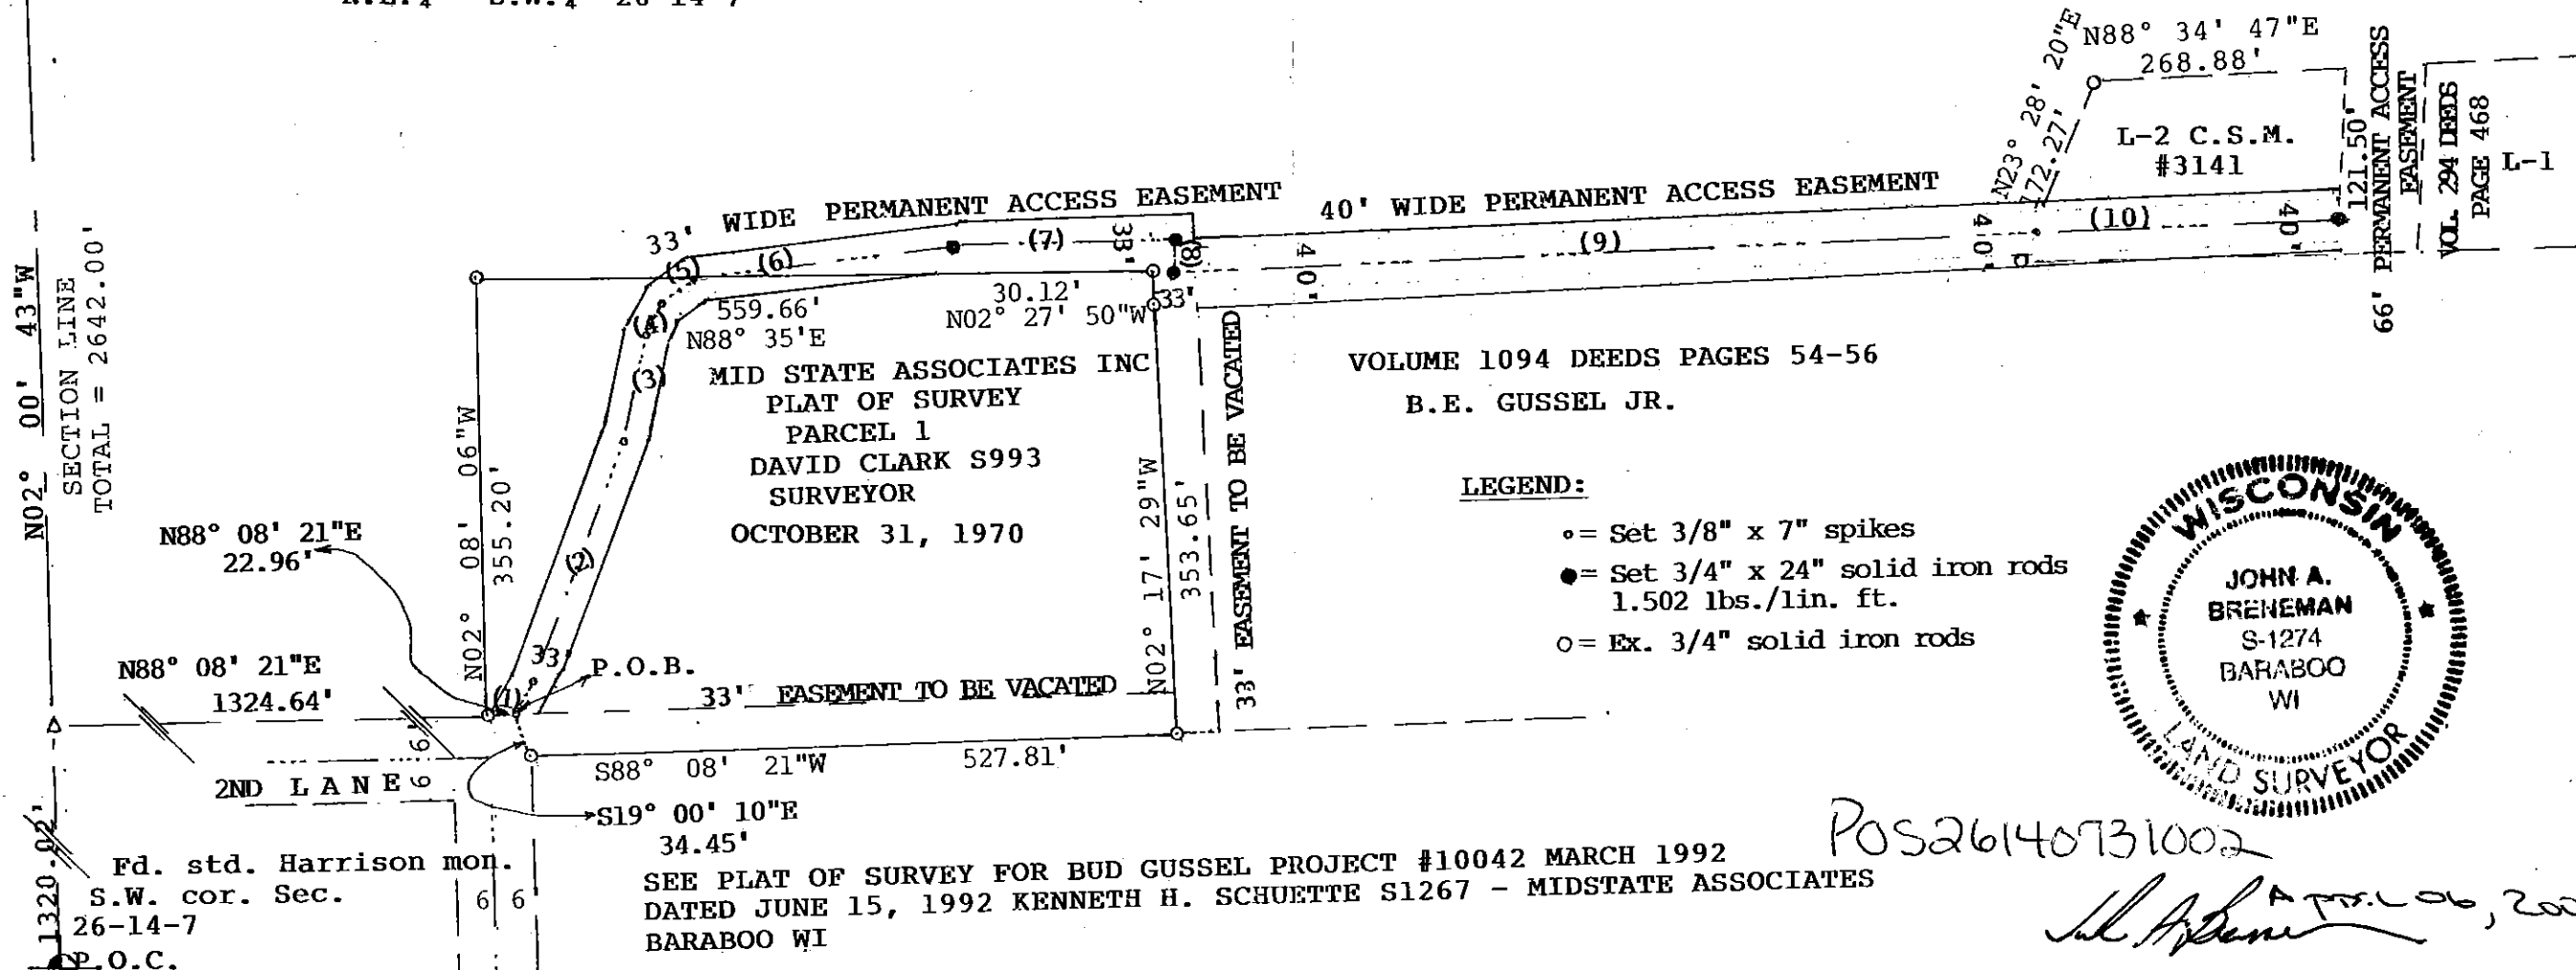 26-14-7
N88° 34' 47"E
268.88'
N23° 28' 20"E
172.27'
L-2 C.S.M.
#3141
121.50'
66' PERMANENT ACCESS
EASEMENT
VOL. 294 DEEDS
PAGE 468
L-1
33' WIDE PERMANENT ACCESS EASEMENT
40' WIDE PERMANENT ACCESS EASEMENT
(5)
(6)
(7)
33'
(8)
40'
(9)
40'
(10)
40'
N02° 00' 43"W
SECTION LINE
TOTAL = 2642.00'
(4)
(3)
(2)
(1)
33'
559.66'
N88° 35'E
30.12'
N02° 27' 50"W
33'
MID STATE ASSOCIATES INC
PLAT OF SURVEY
PARCEL 1
DAVID CLARK S993
SURVEYOR
OCTOBER 31, 1970
N02° 08' 06"W
355.20'
N02° 17' 29"W
353.65'
33' EASEMENT TO BE VACATED
VOLUME 1094 DEEDS PAGES 54-56
B.E. GUSSEL JR.
LEGEND:
= Set 3/8" x 7" spikes
= Set 3/4" x 24" solid iron rods
1.502 lbs./lin. ft.
= Ex. 3/4" solid iron rods
WISCONSIN
JOHN A.
BRENEMAN
S-1274
BARABOO
WI
LAND SURVEYOR
N88° 08' 21"E
22.96'
N88° 08' 21"E
1324.64'
P.O.B.
33' EASEMENT TO BE VACATED
S88° 08' 21"W
527.81'
2ND LANE
66'
S19° 00' 10"E
34.45'
1320.02'
Fd. std. Harrison mon.
S.W. cor. Sec.
26-14-7
P.O.C.
6 6
SEE PLAT OF SURVEY FOR BUD GUSSEL PROJECT #10042 MARCH 1992
DATED JUNE 15, 1992 KENNETH H. SCHUETTE S1267 - MIDSTATE ASSOCIATES
BARABOO WI
POS26140731002
April 06, 200